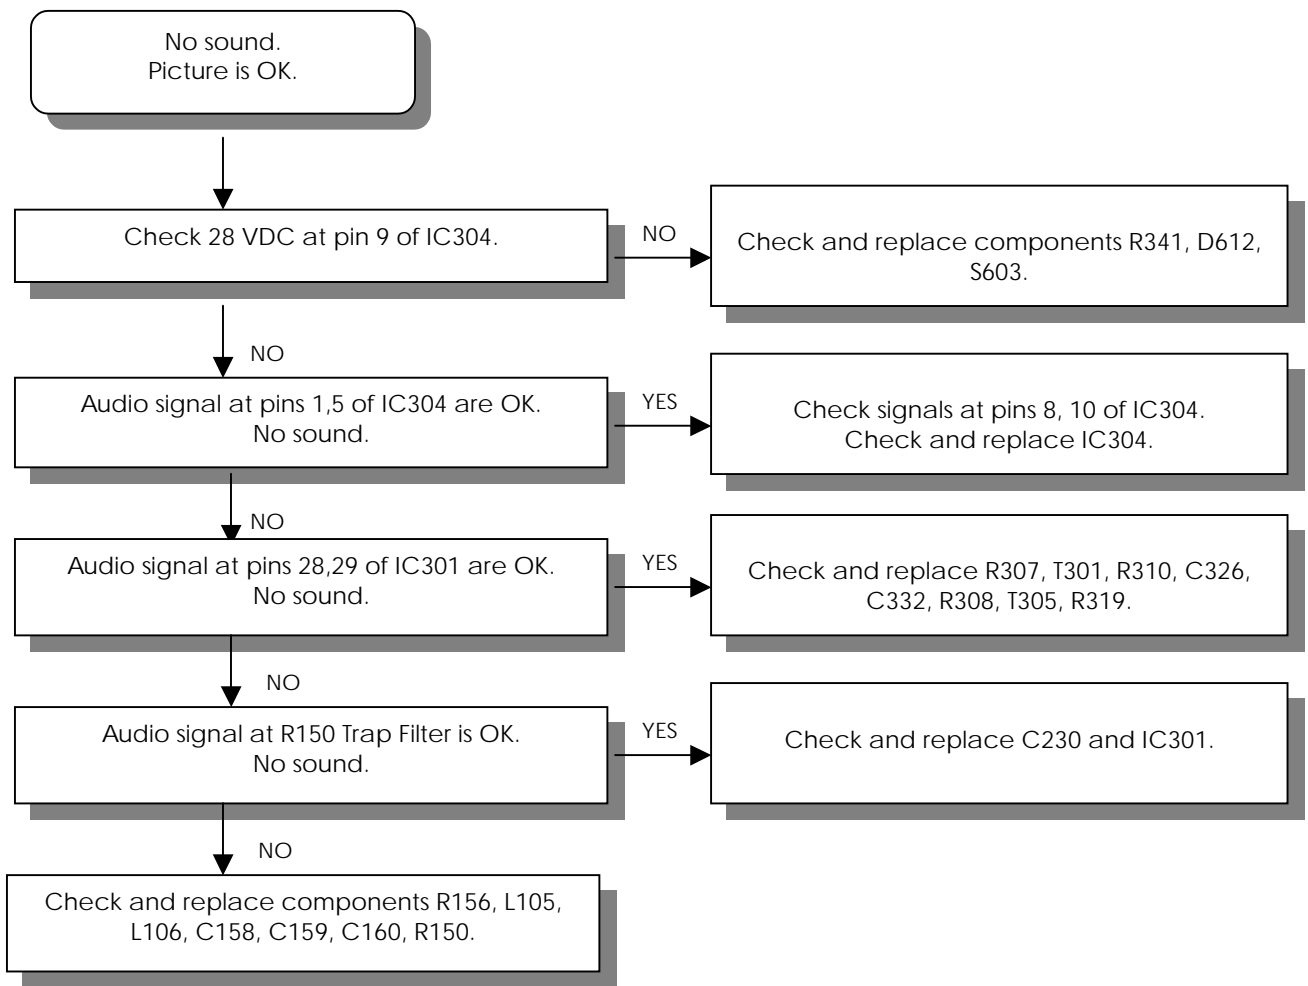 No sound.
Picture is OK.
Check 28 VDC at pin 9 of IC304.
NO
Check and replace components R341, D612,
S603.
NO
Audio signal at pins 1,5 of IC304 are OK.
No sound.
YES
Check signals at pins 8, 10 of IC304.
Check and replace IC304.
NO
Audio signal at pins 28,29 of IC301 are OK.
No sound.
YES
Check and replace R307, T301, R310, C326,
C332, R308, T305, R319.
NO
Audio signal at R150 Trap Filter is OK.
No sound.
YES
Check and replace C230 and IC301.
NO
Check and replace components R156, L105,
L106, C158, C159, C160, R150.